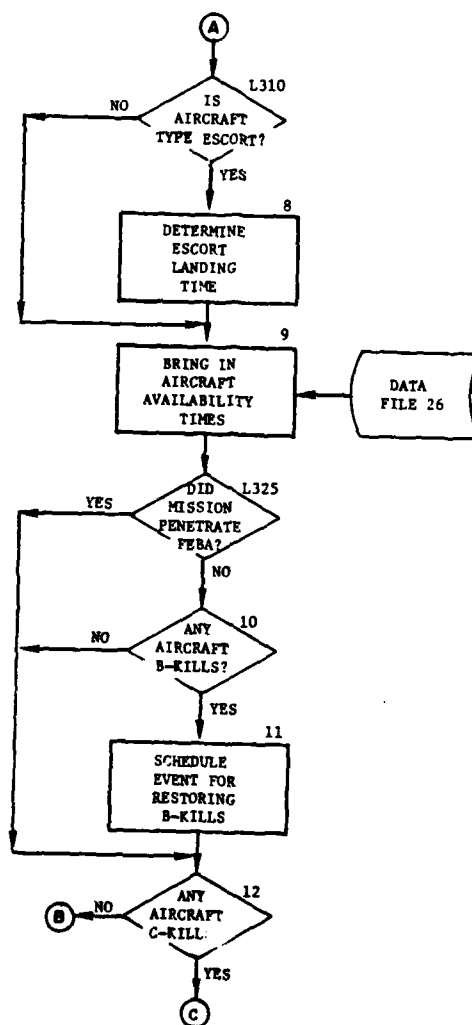 A
L310
NO
IS
AIRCRAFT
TYPE ESCORT?
YES
8
DETERMINE
ESCORT
LANDING
TIME
9
BRING IN
AIRCRAFT
AVAILABILITY
TIMES
DATA
FILE 26
L325
YES
DID
MISSION
PENETRATE
FEBA?
NO
10
NO
ANY
AIRCRAFT
B-KILLS?
YES
11
SCHEDULE
EVENT FOR
RESTORING
B-KILLS
12
B
NO
ANY
AIRCRAFT
C-KILL
YES
C